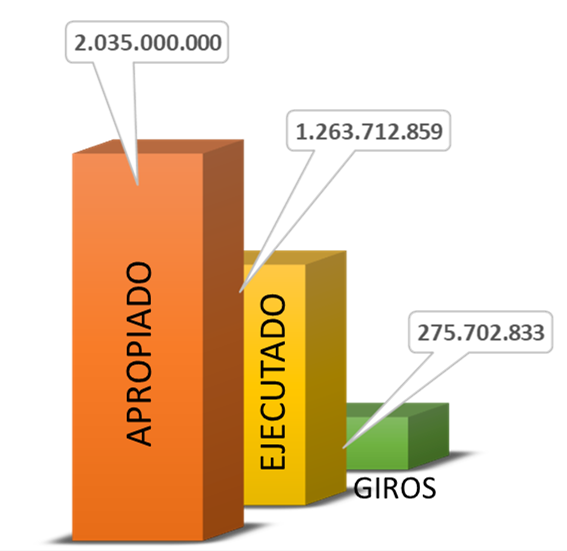 2.035.000.000
1.263.712.859
275.702.833
APROPIADO
EJECUTADO
GIROS